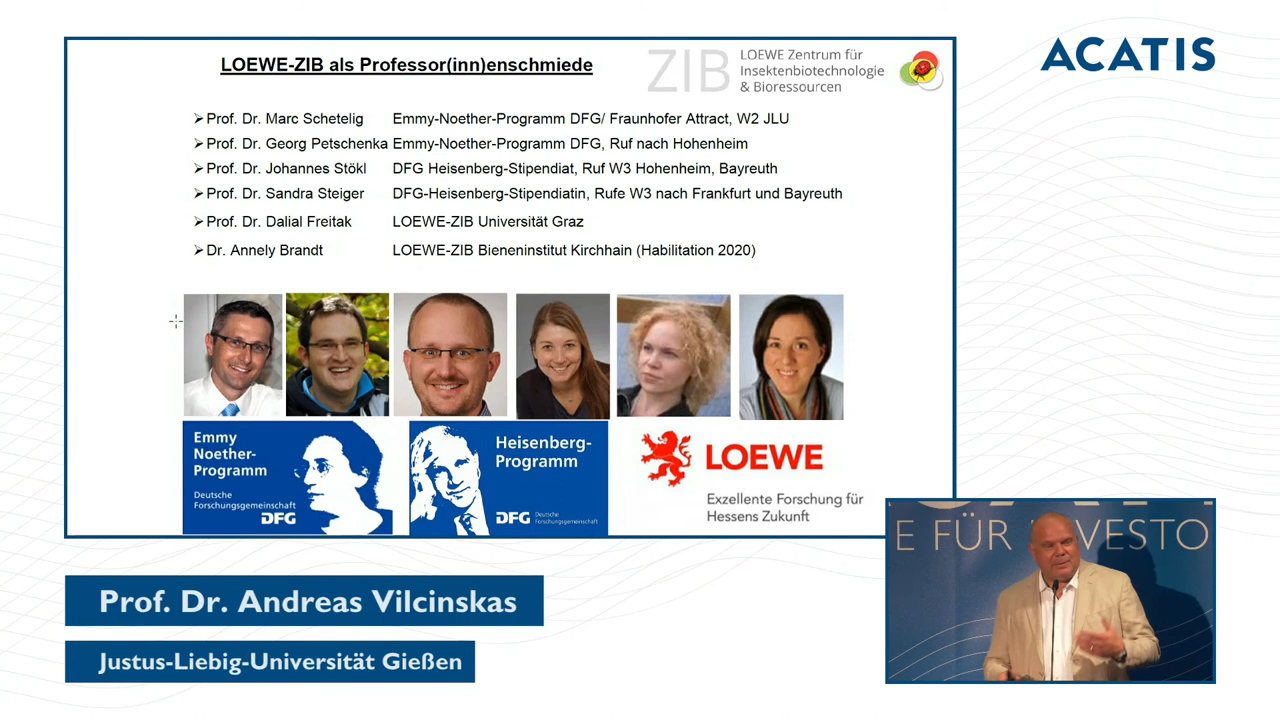 LOEWE-ZIB als Professor(inn)enschmiede
ZIB
LOEWE Zentrum für
Insektenbiotechnologie
& Bioressourcen
ACATIS
Prof. Dr. Marc Schetelig Emmy-Noether-Programm DFG/ Fraunhofer Attract, W2 JLU
Prof. Dr. Georg Petschenka Emmy-Noether-Programm DFG, Ruf nach Hohenheim
Prof. Dr. Johannes Stökl DFG Heisenberg-Stipendiat, Ruf W3 Hohenheim, Bayreuth
Prof. Dr. Sandra Steiger DFG-Heisenberg-Stipendiatin, Rufe W3 nach Frankfurt und Bayreuth
Prof. Dr. Dalial Freitak LOEWE-ZIB Universität Graz
Dr. Annely Brandt LOEWE-ZIB Bieneninstitut Kirchhain (Habilitation 2020)
Emmy
Noether-
Programm
Deutsche
Forschungsgemeinschaft
DFG
Heisenberg-
Programm
DFG Deutsche
Forschungsgemeinschaft
LOEWE
Exzellente Forschung für
Hessens Zukunft
E FÜR INVESTO
Prof. Dr. Andreas Vilcinskas
Justus-Liebig-Universität Gießen